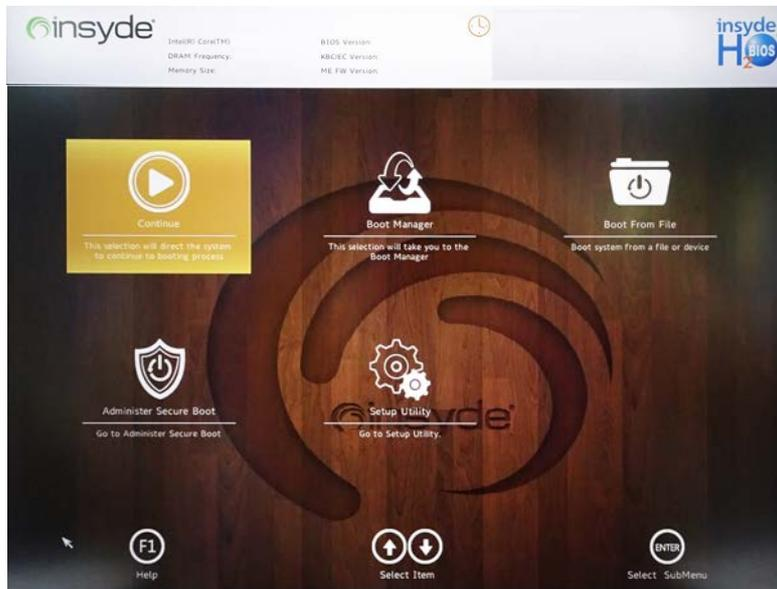 insyde
Intel(R) Core(TM)
DRAM Frequency:
Memory Size:
BIOS Version:
KBC/EC Version:
ME FW Version:
insyde
H2O BIOS
Continue
This selection will direct the system
to continue to booting process
Boot Manager
This selection will take you to the
Boot Manager
Boot From File
Boot system from a file or device
Administer Secure Boot
Go to Administer Secure Boot
insyde
Setup Utility
Go to Setup Utility.
F1
Help
Select Item
ENTER
Select SubMenu